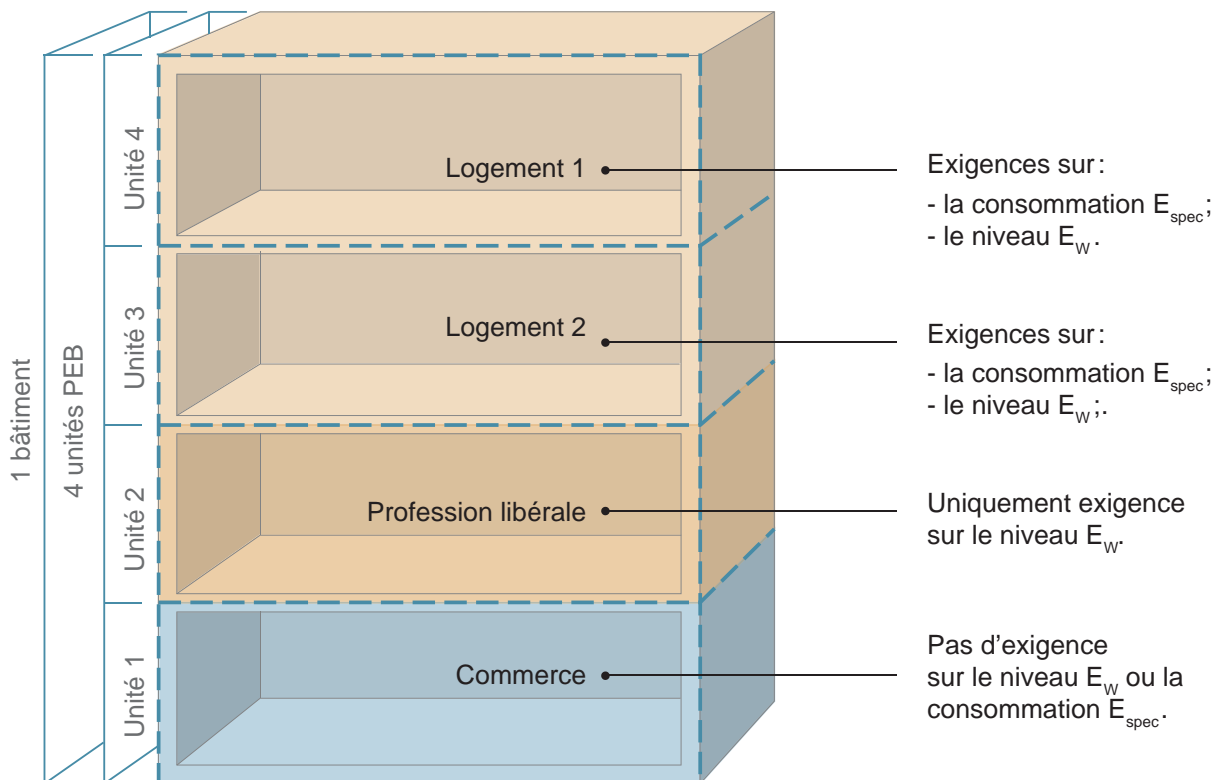 1 bâtiment
4 unités PEB
Unité 4
Logement 1
Exigences sur :
- la consommation Espec ;
- le niveau EW.
Unité 3
Logement 2
Exigences sur :
- la consommation Espec ;
- le niveau EW ;.
Unité 2
Profession libérale
Uniquement exigence
sur le niveau EW.
Unité 1
Commerce
Pas d'exigence
sur le niveau EW ou la
consommation Espec.